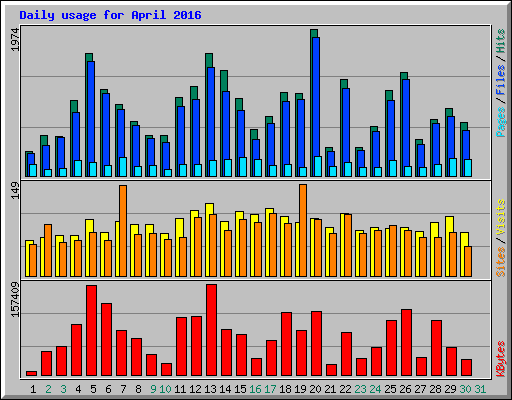 Daily usage for April 2016
1974
Pages / Files / Hits
149
Sites / Visits
157409
KBytes
1 2 3 4 5 6 7 8 9 10 11 12 13 14 15 16 17 18 19 20 21 22 23 24 25 26 27 28 29 30 31